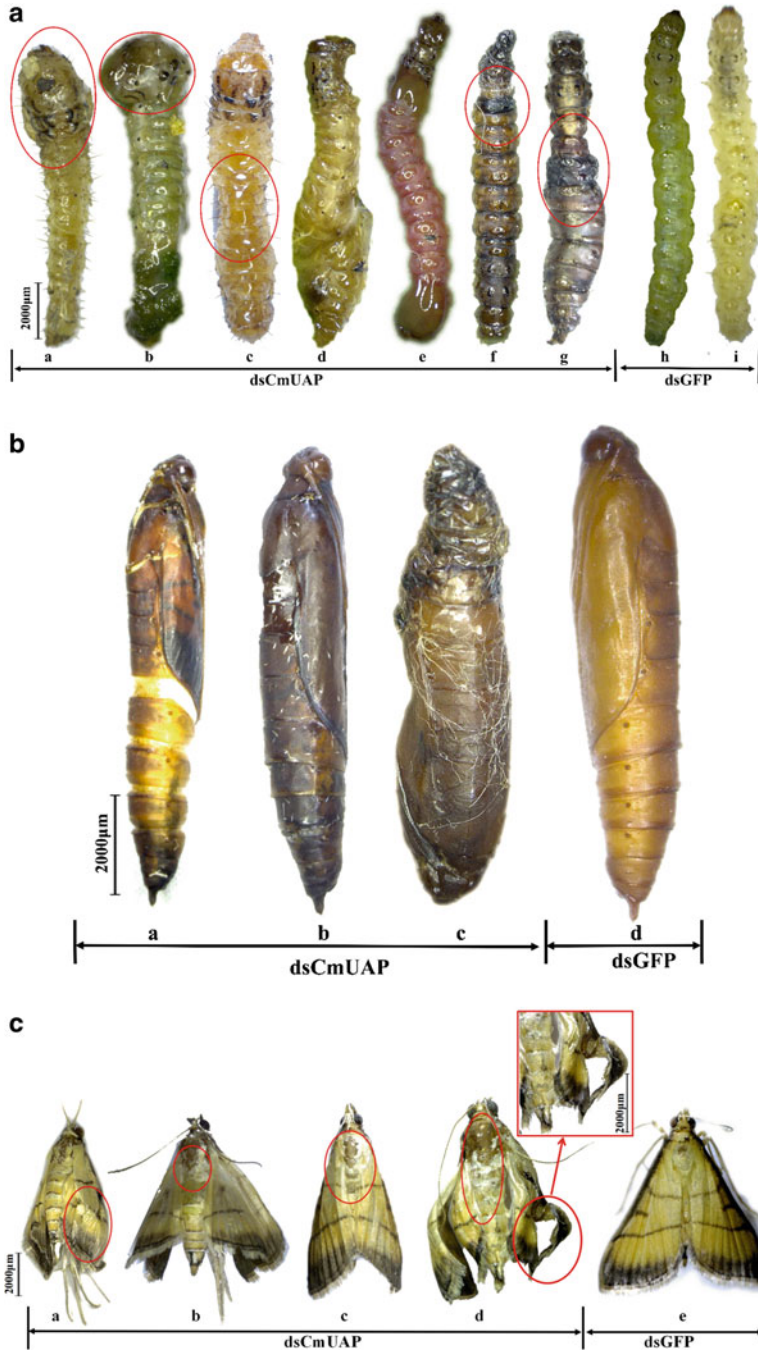 a
2000μm
a b c d e f g h i
dsCmUAP dsGFP
b
2000μm
a b c d
dsCmUAP dsGFP
c
2000μm
2000μm
a b c d e
dsCmUAP dsGFP